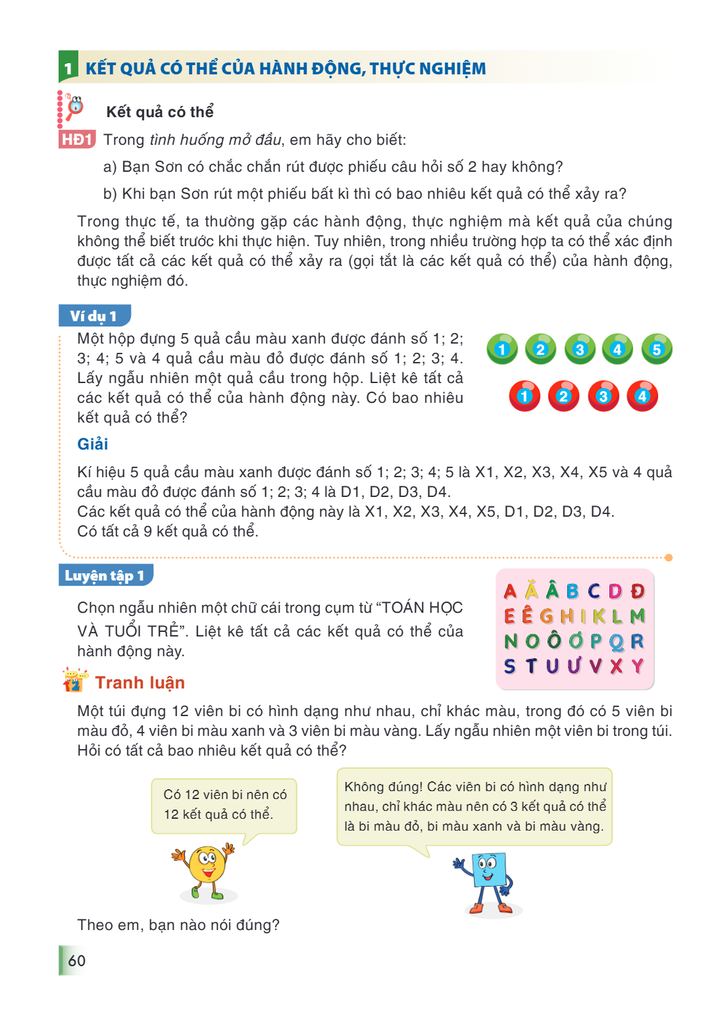 1 KẾT QUẢ CÓ THỂ CỦA HÀNH ĐỘNG, THỰC NGHIỆM
Kết quả có thể
HĐ1 Trong tình huống mở đầu, em hãy cho biết:
a) Bạn Sơn có chắc chắn rút được phiếu câu hỏi số 2 hay không?
b) Khi bạn Sơn rút một phiếu bất kì thì có bao nhiêu kết quả có thể xảy ra?
Trong thực tế, ta thường gặp các hành động, thực nghiệm mà kết quả của chúng
không thể biết trước khi thực hiện. Tuy nhiên, trong nhiều trường hợp ta có thể xác định
được tất cả các kết quả có thể xảy ra (gọi tắt là các kết quả có thể) của hành động,
thực nghiệm đó.
Ví dụ 1
Một hộp đựng 5 quả cầu màu xanh được đánh số 1; 2;
3; 4; 5 và 4 quả cầu màu đỏ được đánh số 1; 2; 3; 4.
Lấy ngẫu nhiên một quả cầu trong hộp. Liệt kê tất cả
các kết quả có thể của hành động này. Có bao nhiêu
kết quả có thể?
1 2 3 4 5
1 2 3 4
Giải
Kí hiệu 5 quả cầu màu xanh được đánh số 1; 2; 3; 4; 5 là X1, X2, X3, X4, X5 và 4 quả
cầu màu đỏ được đánh số 1; 2; 3; 4 là D1, D2, D3, D4.
Các kết quả có thể của hành động này là X1, X2, X3, X4, X5, D1, D2, D3, D4.
Có tất cả 9 kết quả có thể.
Luyện tập 1
Chọn ngẫu nhiên một chữ cái trong cụm từ “TOÁN HỌC
VÀ TUỔI TRẺ”. Liệt kê tất cả các kết quả có thể của
hành động này.
A Ă Â B C D Đ
E Ê G H I K L M
N O Ô Ơ P Q R
S T U Ư V X Y
Tranh luận
Một túi đựng 12 viên bi có hình dạng như nhau, chỉ khác màu, trong đó có 5 viên bi
màu đỏ, 4 viên bi màu xanh và 3 viên bi màu vàng. Lấy ngẫu nhiên một viên bi trong túi.
Hỏi có tất cả bao nhiêu kết quả có thể?
Có 12 viên bi nên có
12 kết quả có thể.
Không đúng! Các viên bi có hình dạng như
nhau, chỉ khác màu nên có 3 kết quả có thể
là bi màu đỏ, bi màu xanh và bi màu vàng.
Theo em, bạn nào nói đúng?
60